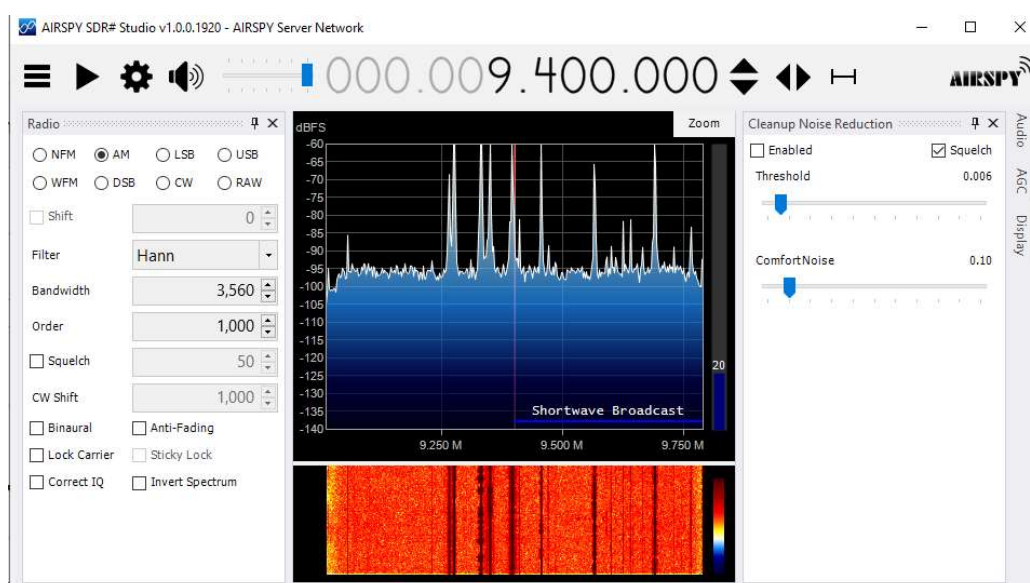 AIRSPY SDR# Studio v1.0.0.1920 - AIRSPY Server Network
000.009.400.000
AIRSPY
Radio
NFM AM LSB USB
WFM DSB CW RAW
Shift 0
Filter Hann
Bandwidth 3,560
Order 1,000
Squelch 50
CW Shift 1,000
Binaural Anti-Fading
Lock Carrier Sticky Lock
Correct IQ Invert Spectrum
dBFS
Zoom
-60
-65
-70
-75
-80
-85
-90
-95
-100
-105
-110
-115
-120
-125
-130
-135
-140
20
Shortwave Broadcast
9.250 M 9.500 M 9.750 M
Cleanup Noise Reduction
Enabled Squelch
Threshold 0.006
ComfortNoise 0.10
Audio
AGC
Display